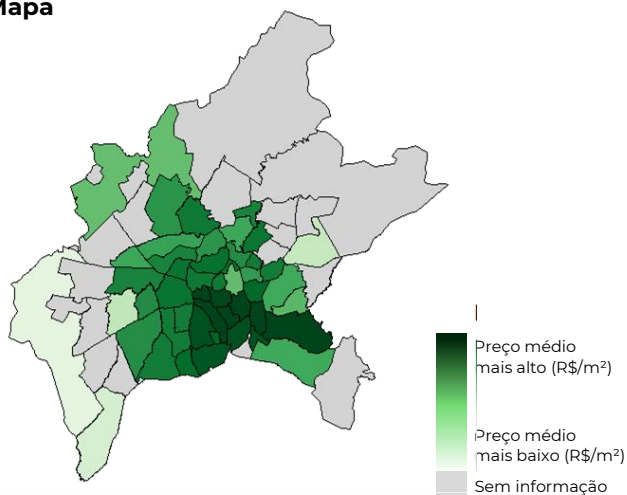 Mapa
Preço médio
mais alto (R$/m²)
Preço médio
mais baixo (R$/m²)
Sem informação